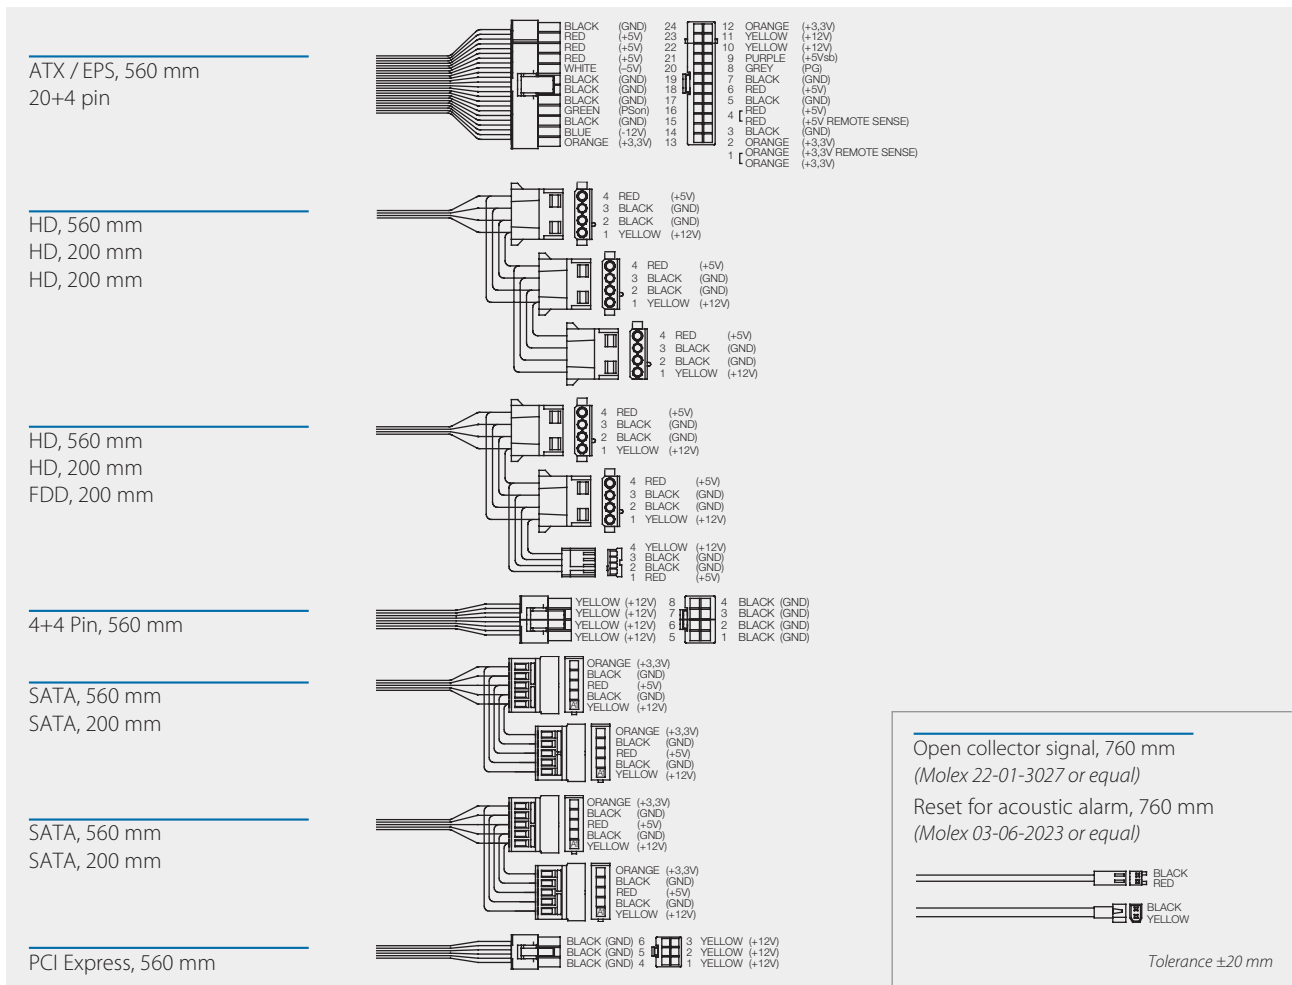 ATX / EPS, 560 mm
20+4 pin
BLACK (GND) 24
RED (+5V) 23
RED (+5V) 22
RED (+5V) 21
WHITE (–5V) 20
BLACK (GND) 19
BLACK (GND) 18
BLACK (GND) 17
GREEN (PSon) 16
BLACK (GND) 15
BLUE (-12V) 14
ORANGE (+3,3V) 13
12 ORANGE (+3,3V)
11 YELLOW (+12V)
10 YELLOW (+12V)
9 PURPLE (+5Vsb)
8 GREY (PG)
7 BLACK (GND)
6 RED (+5V)
5 BLACK (GND)
4 RED (+5V)
RED (+5V REMOTE SENSE)
3 BLACK (GND)
2 ORANGE (+3,3V)
1 ORANGE (+3,3V REMOTE SENSE)
ORANGE (+3,3V)
HD, 560 mm
HD, 200 mm
HD, 200 mm
4 RED (+5V)
3 BLACK (GND)
2 BLACK (GND)
1 YELLOW (+12V)
4 RED (+5V)
3 BLACK (GND)
2 BLACK (GND)
1 YELLOW (+12V)
4 RED (+5V)
3 BLACK (GND)
2 BLACK (GND)
1 YELLOW (+12V)
HD, 560 mm
HD, 200 mm
FDD, 200 mm
4 RED (+5V)
3 BLACK (GND)
2 BLACK (GND)
1 YELLOW (+12V)
4 RED (+5V)
3 BLACK (GND)
2 BLACK (GND)
1 YELLOW (+12V)
4 YELLOW (+12V)
3 BLACK (GND)
2 BLACK (GND)
1 RED (+5V)
4+4 Pin, 560 mm
YELLOW (+12V) 8
YELLOW (+12V) 7
YELLOW (+12V) 6
YELLOW (+12V) 5
4 BLACK (GND)
3 BLACK (GND)
2 BLACK (GND)
1 BLACK (GND)
SATA, 560 mm
SATA, 200 mm
ORANGE (+3,3V)
BLACK (GND)
RED (+5V)
BLACK (GND)
YELLOW (+12V)
ORANGE (+3,3V)
BLACK (GND)
RED (+5V)
BLACK (GND)
YELLOW (+12V)
SATA, 560 mm
SATA, 200 mm
ORANGE (+3,3V)
BLACK (GND)
RED (+5V)
BLACK (GND)
YELLOW (+12V)
ORANGE (+3,3V)
BLACK (GND)
RED (+5V)
BLACK (GND)
YELLOW (+12V)
PCI Express, 560 mm
BLACK (GND) 6
BLACK (GND) 5
BLACK (GND) 4
3 YELLOW (+12V)
2 YELLOW (+12V)
1 YELLOW (+12V)
Open collector signal, 760 mm
(Molex 22-01-3027 or equal)
Reset for acoustic alarm, 760 mm
(Molex 03-06-2023 or equal)
BLACK
RED
BLACK
YELLOW
Tolerance ±20 mm